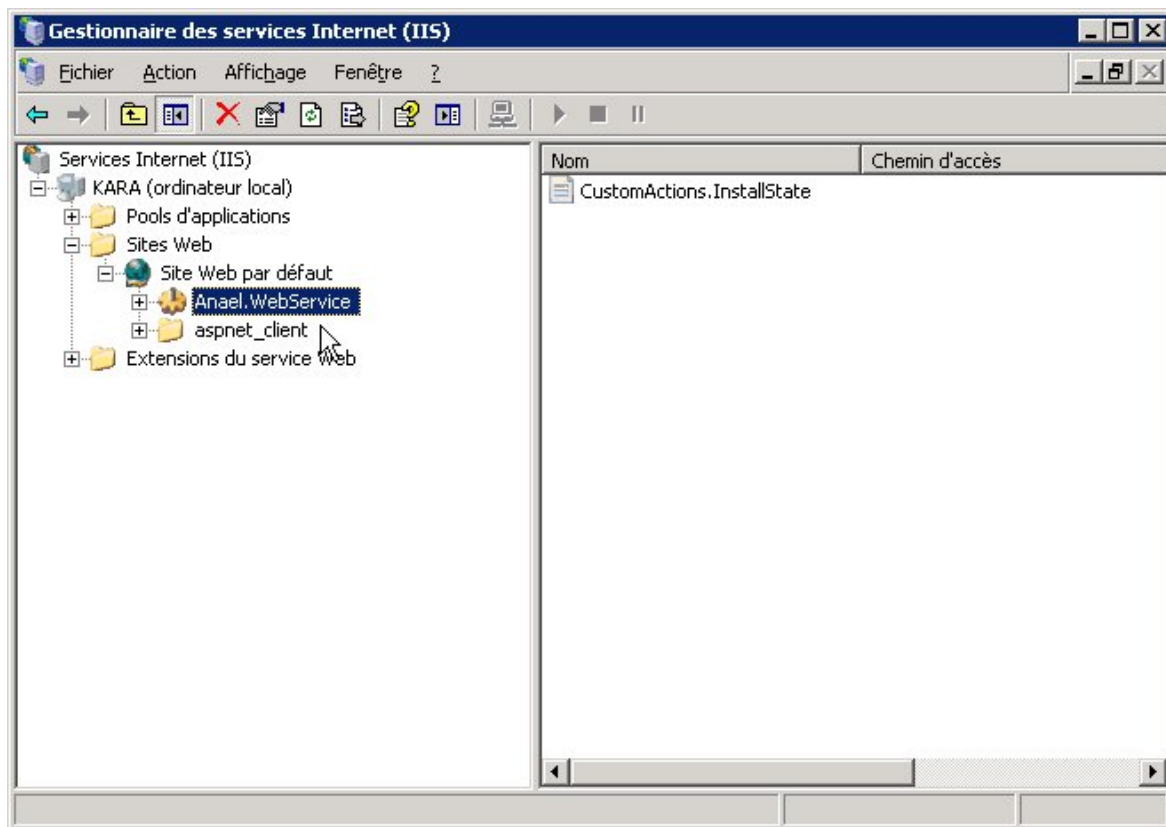 Gestionnaire des services Internet (IIS)
Fichier Action Affichage Fenêtre ?
Services Internet (IIS)
KARA (ordinateur local)
Pools d'applications
Sites Web
Site Web par défaut
Anael.WebService
aspnet_client
Extensions du service Web
Nom Chemin d'accès
CustomActions.InstallState